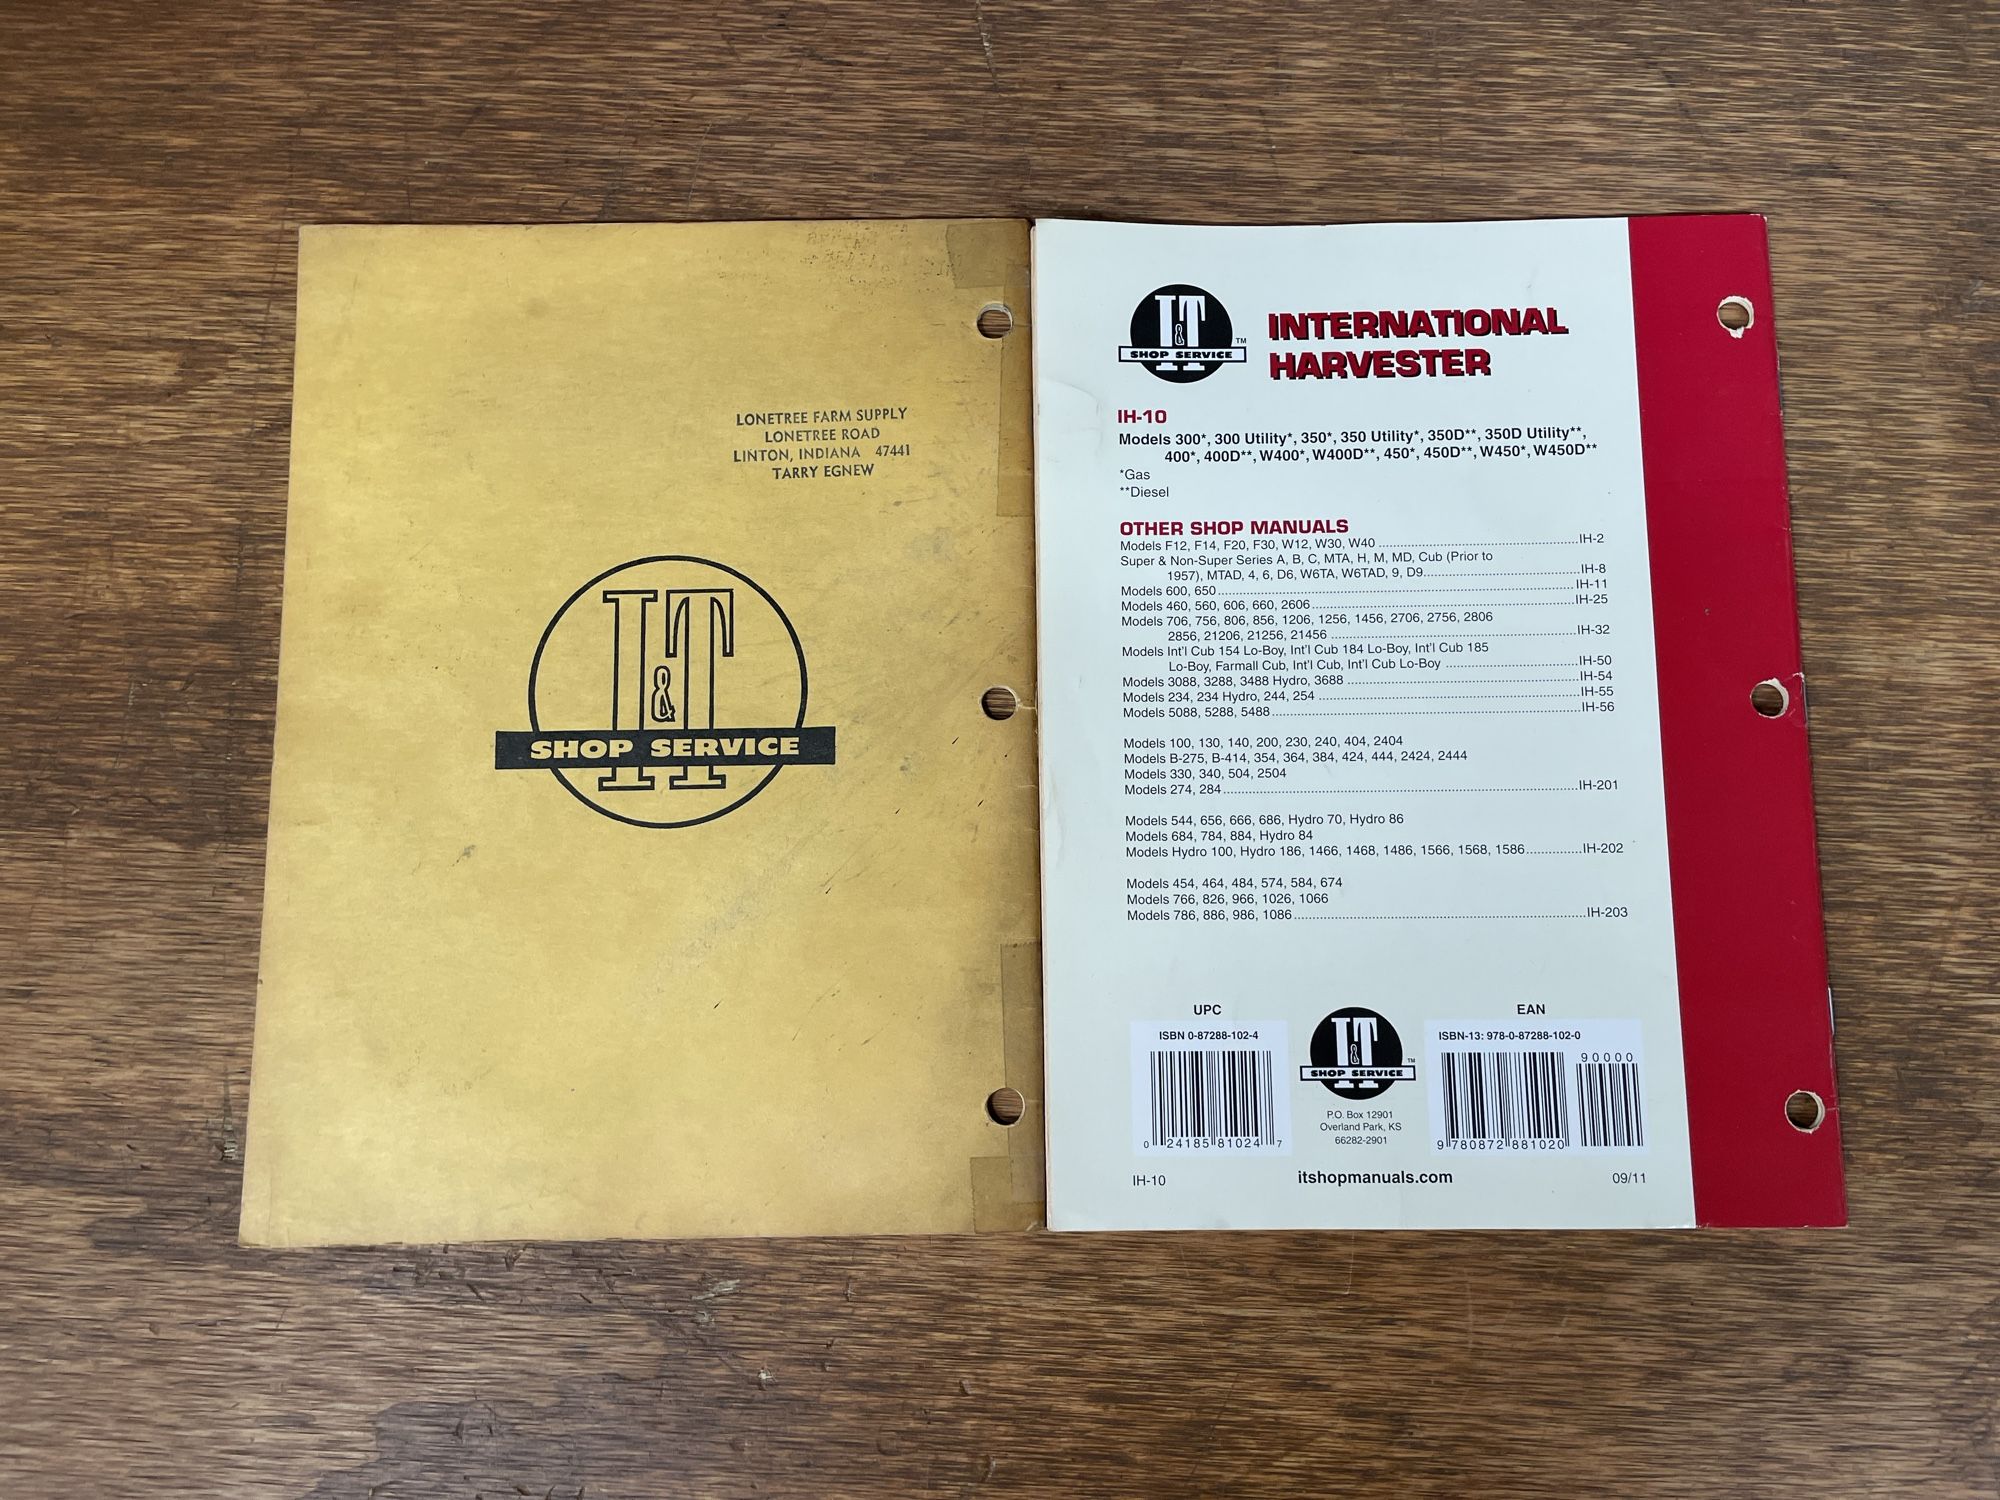 LONETREE FARM SUPPLY
LONETREE ROAD
LINTON, INDIANA 47441
TARRY EGNEW
I&T
SHOP SERVICE
I&T
SHOP SERVICE
TM
INTERNATIONAL
HARVESTER
IH-10
Models 300*, 300 Utility*, 350*, 350 Utility*, 350D**, 350D Utility**,
400*, 400D**, W400*, W400D**, 450*, 450D**, W450*, W450D**
*Gas
**Diesel
OTHER SHOP MANUALS
Models F12, F14, F20, F30, W12, W30, W40 ........ IH-2
Super & Non-Super Series A, B, C, MTA, H, M, MD, Cub (Prior to
1957), MTAD, 4, 6, D6, W6TA, W6TAD, 9, D9........ IH-8
Models 600, 650........ IH-11
Models 460, 560, 606, 660, 2606........ IH-25
Models 706, 756, 806, 856, 1206, 1256, 1456, 2706, 2756, 2806
2856, 21206, 21256, 21456 ........ IH-32
Models Int'l Cub 154 Lo-Boy, Int'l Cub 184 Lo-Boy, Int'l Cub 185
Lo-Boy, Farmall Cub, Int'l Cub, Int'l Cub Lo-Boy ........ IH-50
Models 3088, 3288, 3488 Hydro, 3688 ........ IH-54
Models 234, 234 Hydro, 244, 254 ........ IH-55
Models 5088, 5288, 5488........ IH-56
Models 100, 130, 140, 200, 230, 240, 404, 2404
Models B-275, B-414, 354, 364, 384, 424, 444, 2424, 2444
Models 330, 340, 504, 2504
Models 274, 284........ IH-201
Models 544, 656, 666, 686, Hydro 70, Hydro 86
Models 684, 784, 884, Hydro 84
Models Hydro 100, Hydro 186, 1466, 1468, 1486, 1566, 1568, 1586........ IH-202
Models 454, 464, 484, 574, 584, 674
Models 766, 826, 966, 1026, 1066
Models 786, 886, 986, 1086........ IH-203
UPC
ISBN 0-87288-102-4
0 24185 81024 7
I&T
SHOP SERVICE
TM
P.O. Box 12901
Overland Park, KS
66282-2901
EAN
ISBN-13: 978-0-87288-102-0
90000
9 780872 881020
IH-10
itshopmanuals.com
09/11